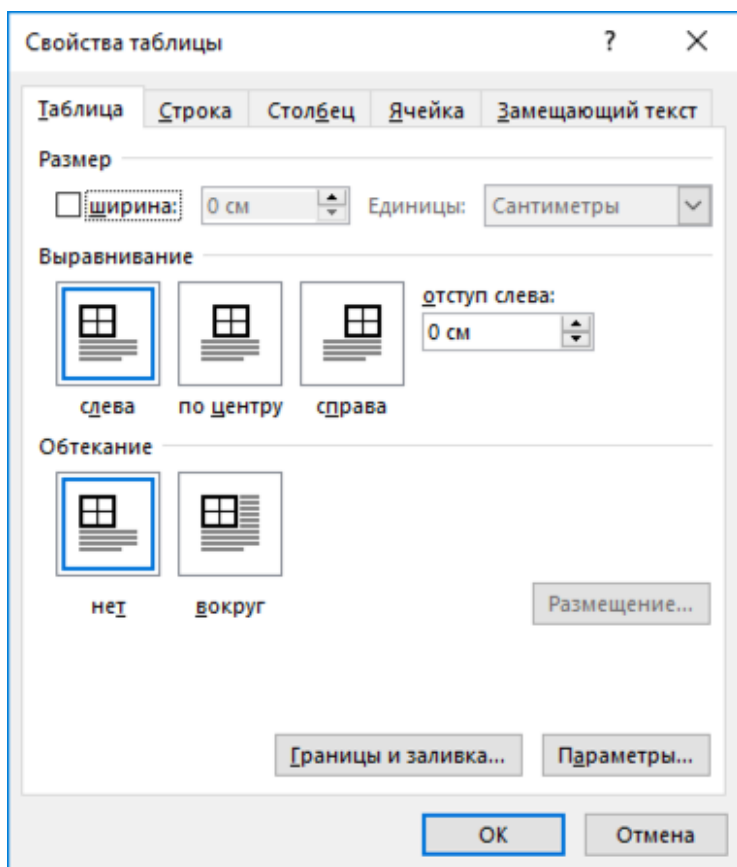 Свойства таблицы ?
Таблица Строка Столбец Ячейка Замещающий текст
Размер
ширина: 0 см Единицы: Сантиметры
Выравнивание
отступ слева:
0 см
слева по центру справа
Обтекание
нет вокруг
Размещение...
Границы и заливка... Параметры...
ОК Отмена